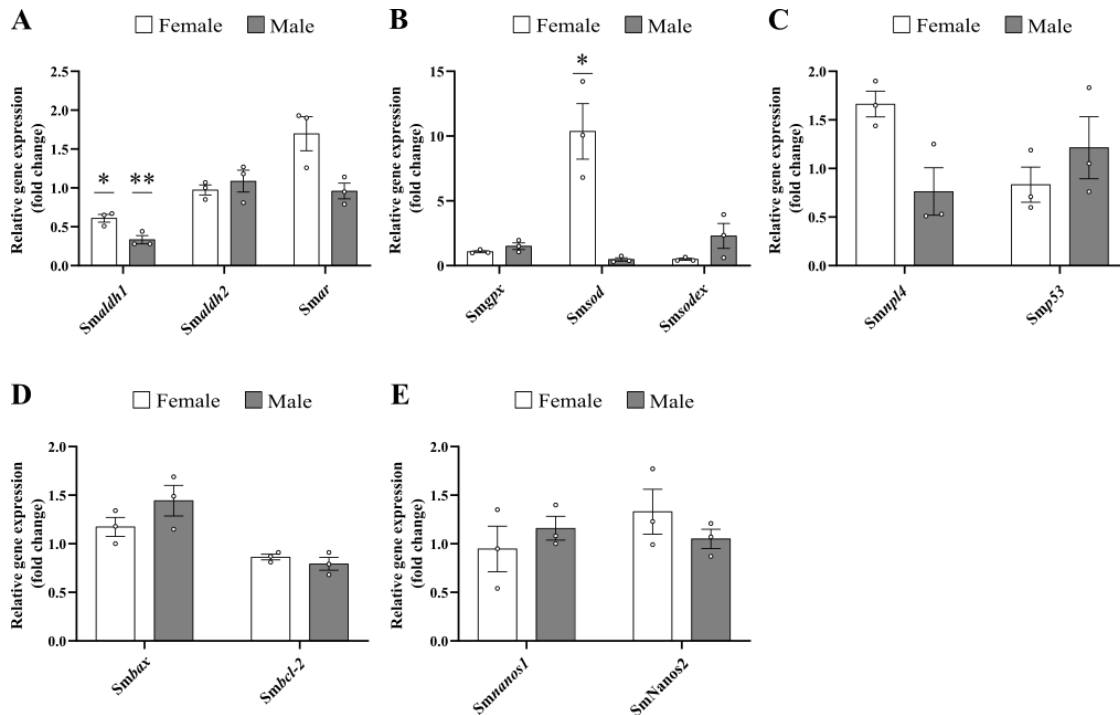 A
Female Male
Relative gene expression
(fold change)
2.5
2.0
1.5
1.0
0.5
0.0
*
**
Smaldh1
Smaldh2
Smar
B
Female Male
Relative gene expression
(fold change)
15
10
5
0
*
Smgpx
Smsod
Smsodex
C
Female Male
Relative gene expression
(fold change)
2.0
1.5
1.0
0.5
0.0
Smnpl4
Smp53
D
Female Male
Relative gene expression
(fold change)
2.0
1.5
1.0
0.5
0.0
Smbax
Smbcl-2
E
Female Male
Relative gene expression
(fold change)
2.0
1.5
1.0
0.5
0.0
Smnanos1
SmNanos2